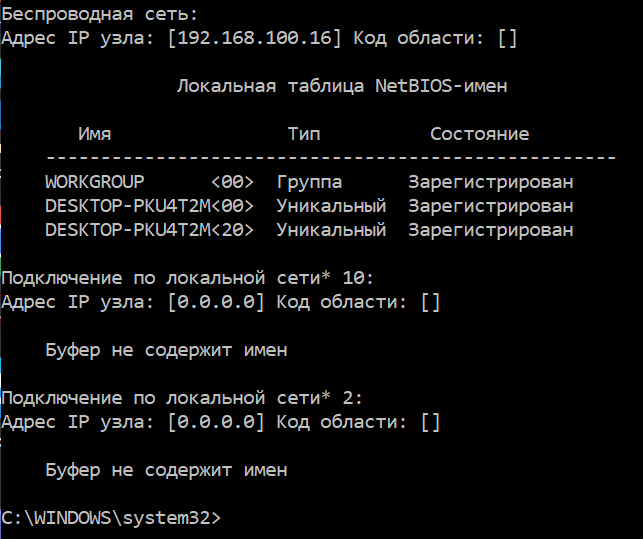 Беспроводная сеть:
Адрес IP узла: [192.168.100.16] Код области: []
Локальная таблица NetBIOS-имен
Имя Тип Состояние
----------------------------------------------------
WORKGROUP <00> Группа Зарегистрирован
DESKTOP-PKU4T2M<00> Уникальный Зарегистрирован
DESKTOP-PKU4T2M<20> Уникальный Зарегистрирован
Подключение по локальной сети* 10:
Адрес IP узла: [0.0.0.0] Код области: []
Буфер не содержит имен
Подключение по локальной сети* 2:
Адрес IP узла: [0.0.0.0] Код области: []
Буфер не содержит имен
C:\WINDOWS\system32>